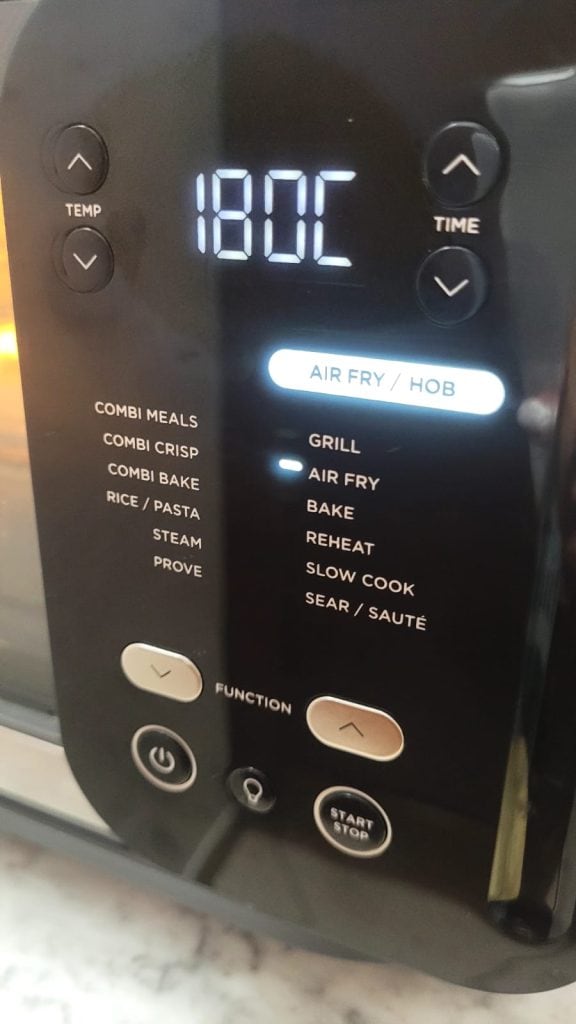 180C
TEMP
TIME
AIR FRY / HOB
COMBI MEALS
COMBI CRISP
COMBI BAKE
RICE / PASTA
STEAM
PROVE
GRILL
AIR FRY
BAKE
REHEAT
SLOW COOK
SEAR / SAUTÉ
FUNCTION
START
STOP